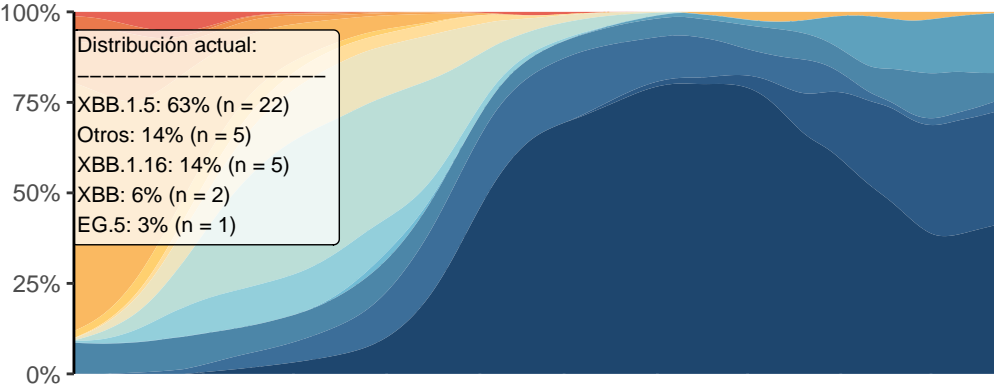 100%
75%
50%
25%
0%
Distribución actual:
--------------------
XBB.1.5: 63% (n = 22)
Otros: 14% (n = 5)
XBB.1.16: 14% (n = 5)
XBB: 6% (n = 2)
EG.5: 3% (n = 1)